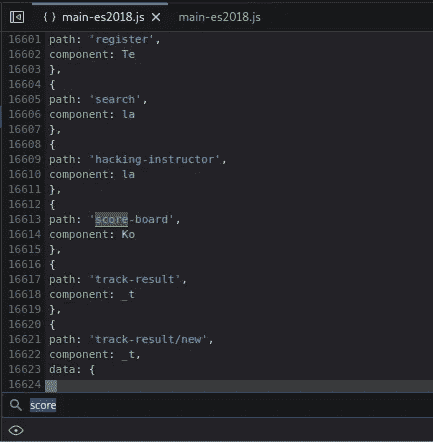 { } main-es2018.js × main-es2018.js
16601 path: 'register',
16602 component: Te
16603 },
16604 {
16605 path: 'search',
16606 component: la
16607 },
16608 {
16609 path: 'hacking-instructor',
16610 component: la
16611 },
16612 {
16613 path: 'score-board',
16614 component: Ko
16615 },
16616 {
16617 path: 'track-result',
16618 component: _t
16619 },
16620 {
16621 path: 'track-result/new',
16622 component: _t,
16623 data: {
16624
score